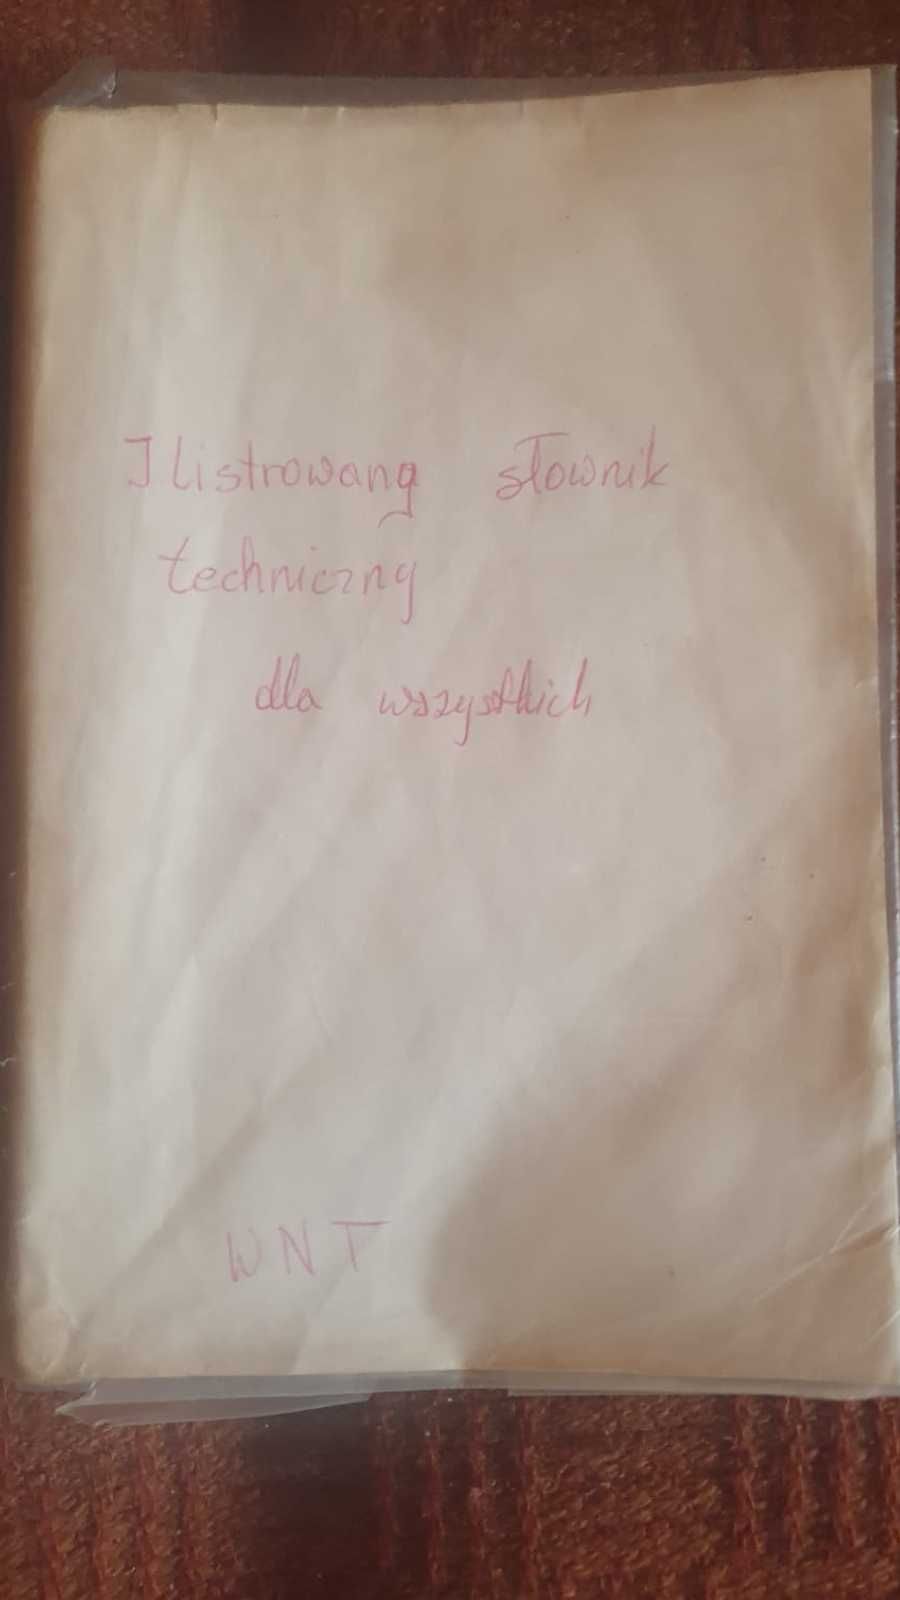 Ilistrowany słownik
techniczny
dla wszystkich
WNT